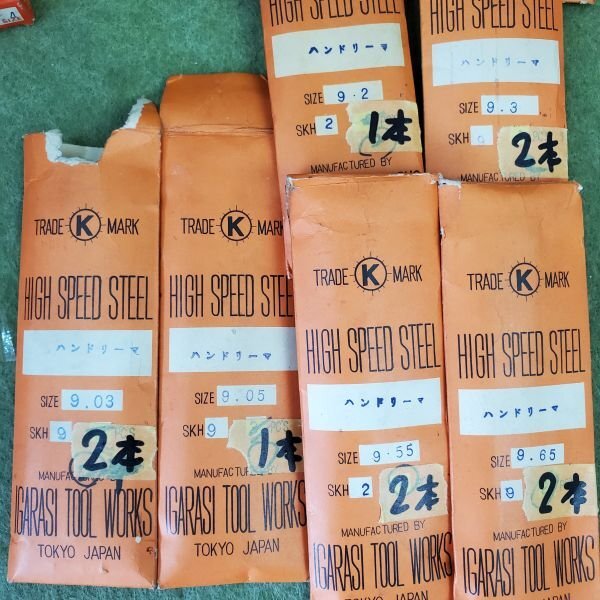 HIGH SPEED STEEL
ハンドリーマ
SIZE 9.2
SKH 2
1本
MANUFACTURED BY
HIGH SPEED STEEL
ハンドリーマ
SIZE 9.3
SKH
2本
TRADE K MARK
HIGH SPEED STEEL
ハンドリーマ
SIZE 9.03
SKH 9
2本
IGARASI TOOL WORKS
TOKYO JAPAN
TRADE K MARK
HIGH SPEED STEEL
ハンドリーマ
SIZE 9.05
SKH 9
1本
IGARASI TOOL WORKS
TOKYO JAPAN
TRADE K MARK
HIGH SPEED STEEL
ハンドリーマ
SIZE 9.55
SKH 2
2本
MANUFACTURED BY
IGARASI TOOL WORKS
TRADE K MARK
HIGH SPEED STEEL
ハンドリーマ
SIZE 9.65
SKH 9
2本
MANUFACTURED BY
IGARASI TOOL WORKS